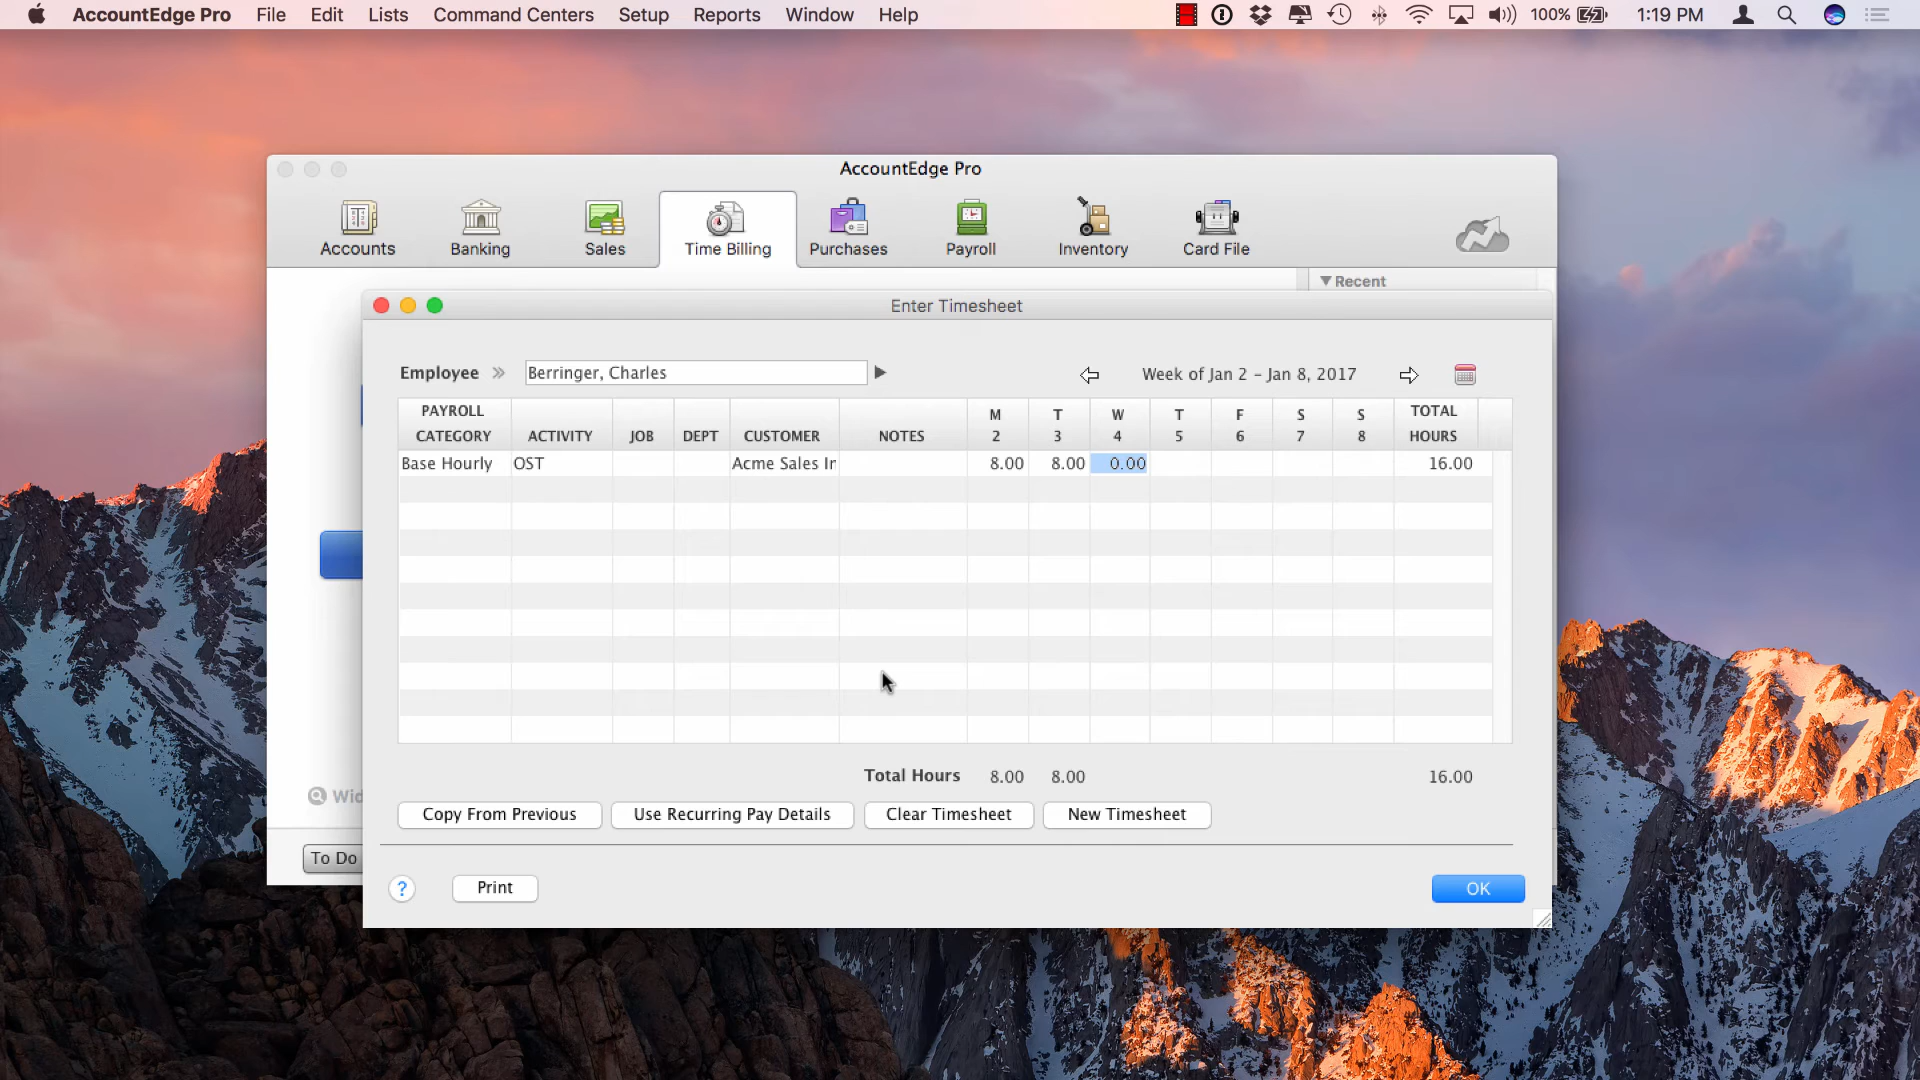 AccountEdge Pro File Edit Lists Command Centers Setup Reports Window Help 100% 1:19 PM
AccountEdge Pro
Accounts Banking Sales Time Billing Purchases Payroll Inventory Card File
Recent
Enter Timesheet
Employee Berringer, Charles Week of Jan 2 – Jan 8, 2017
PAYROLL M T W T F S S TOTAL
CATEGORY ACTIVITY JOB DEPT CUSTOMER NOTES 2 3 4 5 6 7 8 HOURS
Base Hourly OST Acme Sales Ir 8.00 8.00 0.00 16.00
Total Hours 8.00 8.00 16.00
Wid
Copy From Previous Use Recurring Pay Details Clear Timesheet New Timesheet
To Do
? Print OK